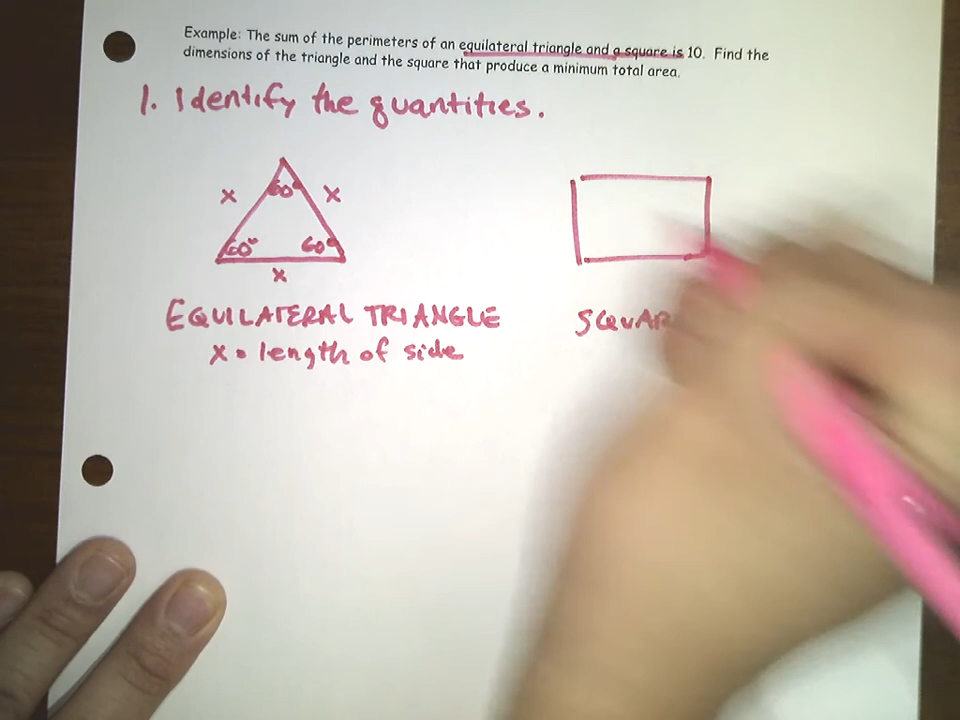 Example: The sum of the perimeters of an equilateral triangle and a square is 10. Find the
dimensions of the triangle and the square that produce a minimum total area.
1. Identify the quantities.
x x
60°
60° 60°
x
EQUILATERAL TRIANGLE
x = length of side
SQUAR